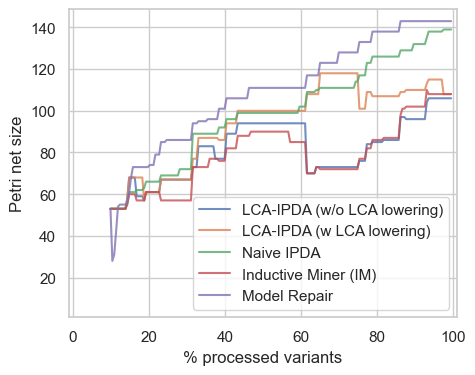 Petri net size
140
120
100
80
60
40
20
0
20
40
60
80
100
% processed variants
LCA-IPDA (w/o LCA lowering)
LCA-IPDA (w LCA lowering)
Naive IPDA
Inductive Miner (IM)
Model Repair